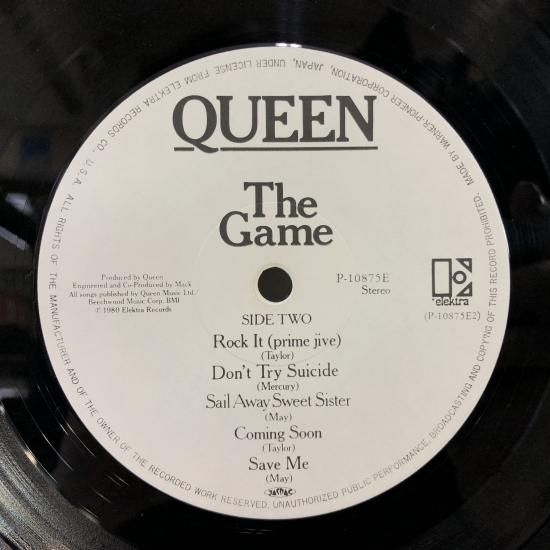 QUEEN
The
Game
Produced by Queen
Engineered and Co-Produced by Mack
All songs published by Queen Music Ltd./
Beechwood Music Corp. BMI
℗ 1980 Elektra Records
P-10875E
Stereo
elektra
(P-10875E2)
SIDE TWO
Rock It (prime jive)
(Taylor)
Don't Try Suicide
(Mercury)
Sail Away Sweet Sister
(May)
Coming Soon
(Taylor)
Save Me
(May)
JASRAC
MADE BY WARNER-PIONEER CORPORATION, JAPAN, UNDER LICENSE FROM ELEKTRA RECORDS CO., U.S.A. ALL RIGHTS OF THE MANUFACTURER AND OF THE OWNER OF THE RECORDED WORK RESERVED. UNAUTHORIZED PUBLIC PERFORMANCE, BROADCASTING AND COPYING OF THIS RECORD PROHIBITED.